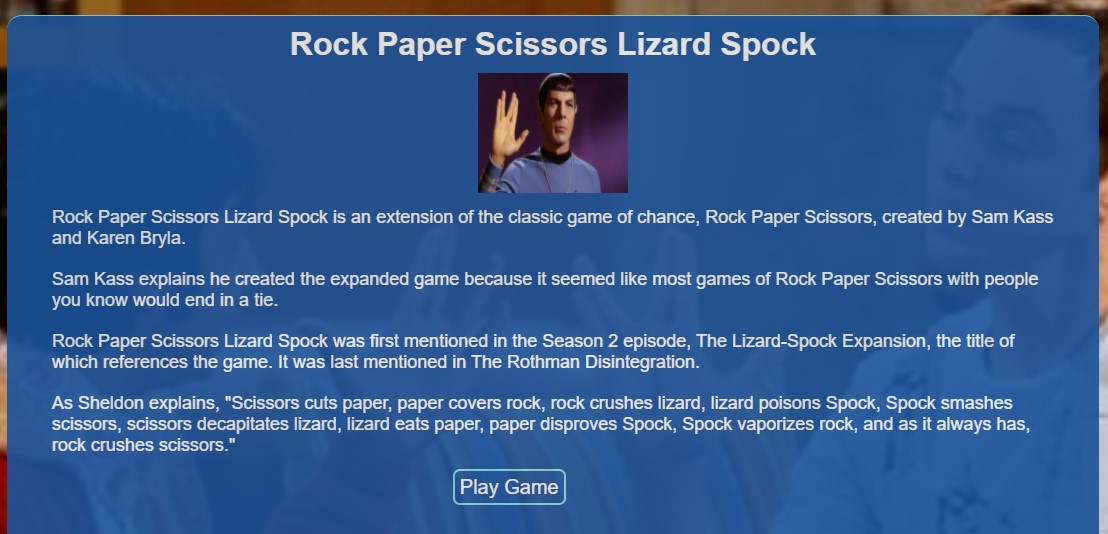 Rock Paper Scissors Lizard Spock
Rock Paper Scissors Lizard Spock is an extension of the classic game of chance, Rock Paper Scissors, created by Sam Kass
and Karen Bryla.
Sam Kass explains he created the expanded game because it seemed like most games of Rock Paper Scissors with people
you know would end in a tie.
Rock Paper Scissors Lizard Spock was first mentioned in the Season 2 episode, The Lizard-Spock Expansion, the title of
which references the game. It was last mentioned in The Rothman Disintegration.
As Sheldon explains, "Scissors cuts paper, paper covers rock, rock crushes lizard, lizard poisons Spock, Spock smashes
scissors, scissors decapitates lizard, lizard eats paper, paper disproves Spock, Spock vaporizes rock, and as it always has,
rock crushes scissors."
Play Game